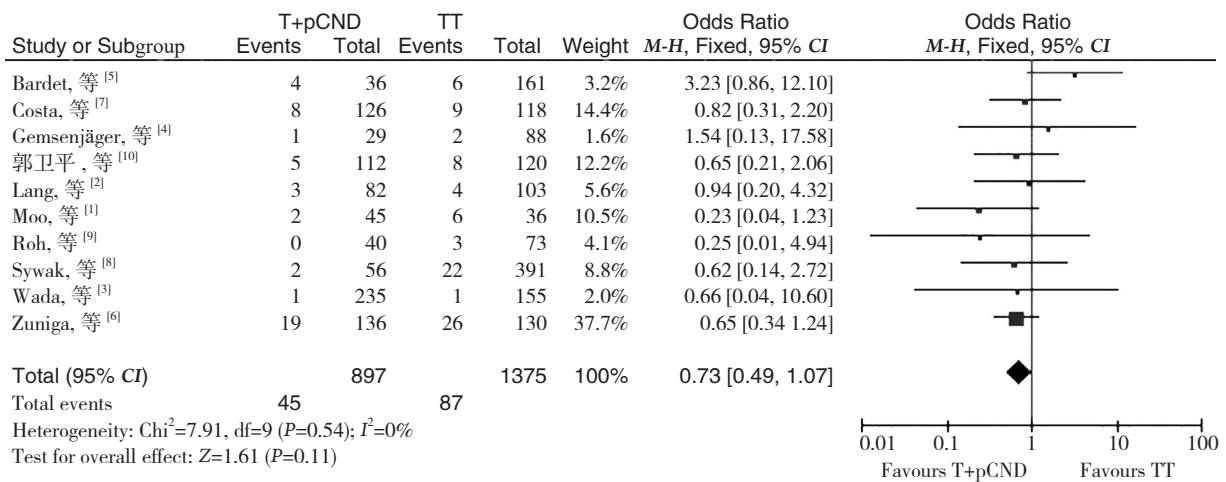 T+pCND TT Odds Ratio Odds Ratio
Study or Subgroup Events Total Events Total Weight M-H, Fixed, 95% CI M-H, Fixed, 95% CI
Bardet, 等 [5] 4 36 6 161 3.2% 3.23 [0.86, 12.10]
Costa, 等 [7] 8 126 9 118 14.4% 0.82 [0.31, 2.20]
Gemsenjäger, 等 [4] 1 29 2 88 1.6% 1.54 [0.13, 17.58]
郭卫平 , 等 [10] 5 112 8 120 12.2% 0.65 [0.21, 2.06]
Lang, 等 [2] 3 82 4 103 5.6% 0.94 [0.20, 4.32]
Moo, 等 [1] 2 45 6 36 10.5% 0.23 [0.04, 1.23]
Roh, 等 [9] 0 40 3 73 4.1% 0.25 [0.01, 4.94]
Sywak, 等 [8] 2 56 22 391 8.8% 0.62 [0.14, 2.72]
Wada, 等 [3] 1 235 1 155 2.0% 0.66 [0.04, 10.60]
Zuniga, 等 [6] 19 136 26 130 37.7% 0.65 [0.34 1.24]
Total (95% CI) 897 1375 100% 0.73 [0.49, 1.07]
Total events 45 87
Heterogeneity: Chi²=7.91, df=9 (P=0.54); I²=0%
Test for overall effect: Z=1.61 (P=0.11)
0.01 0.1 1 10 100
Favours T+pCND Favours TT